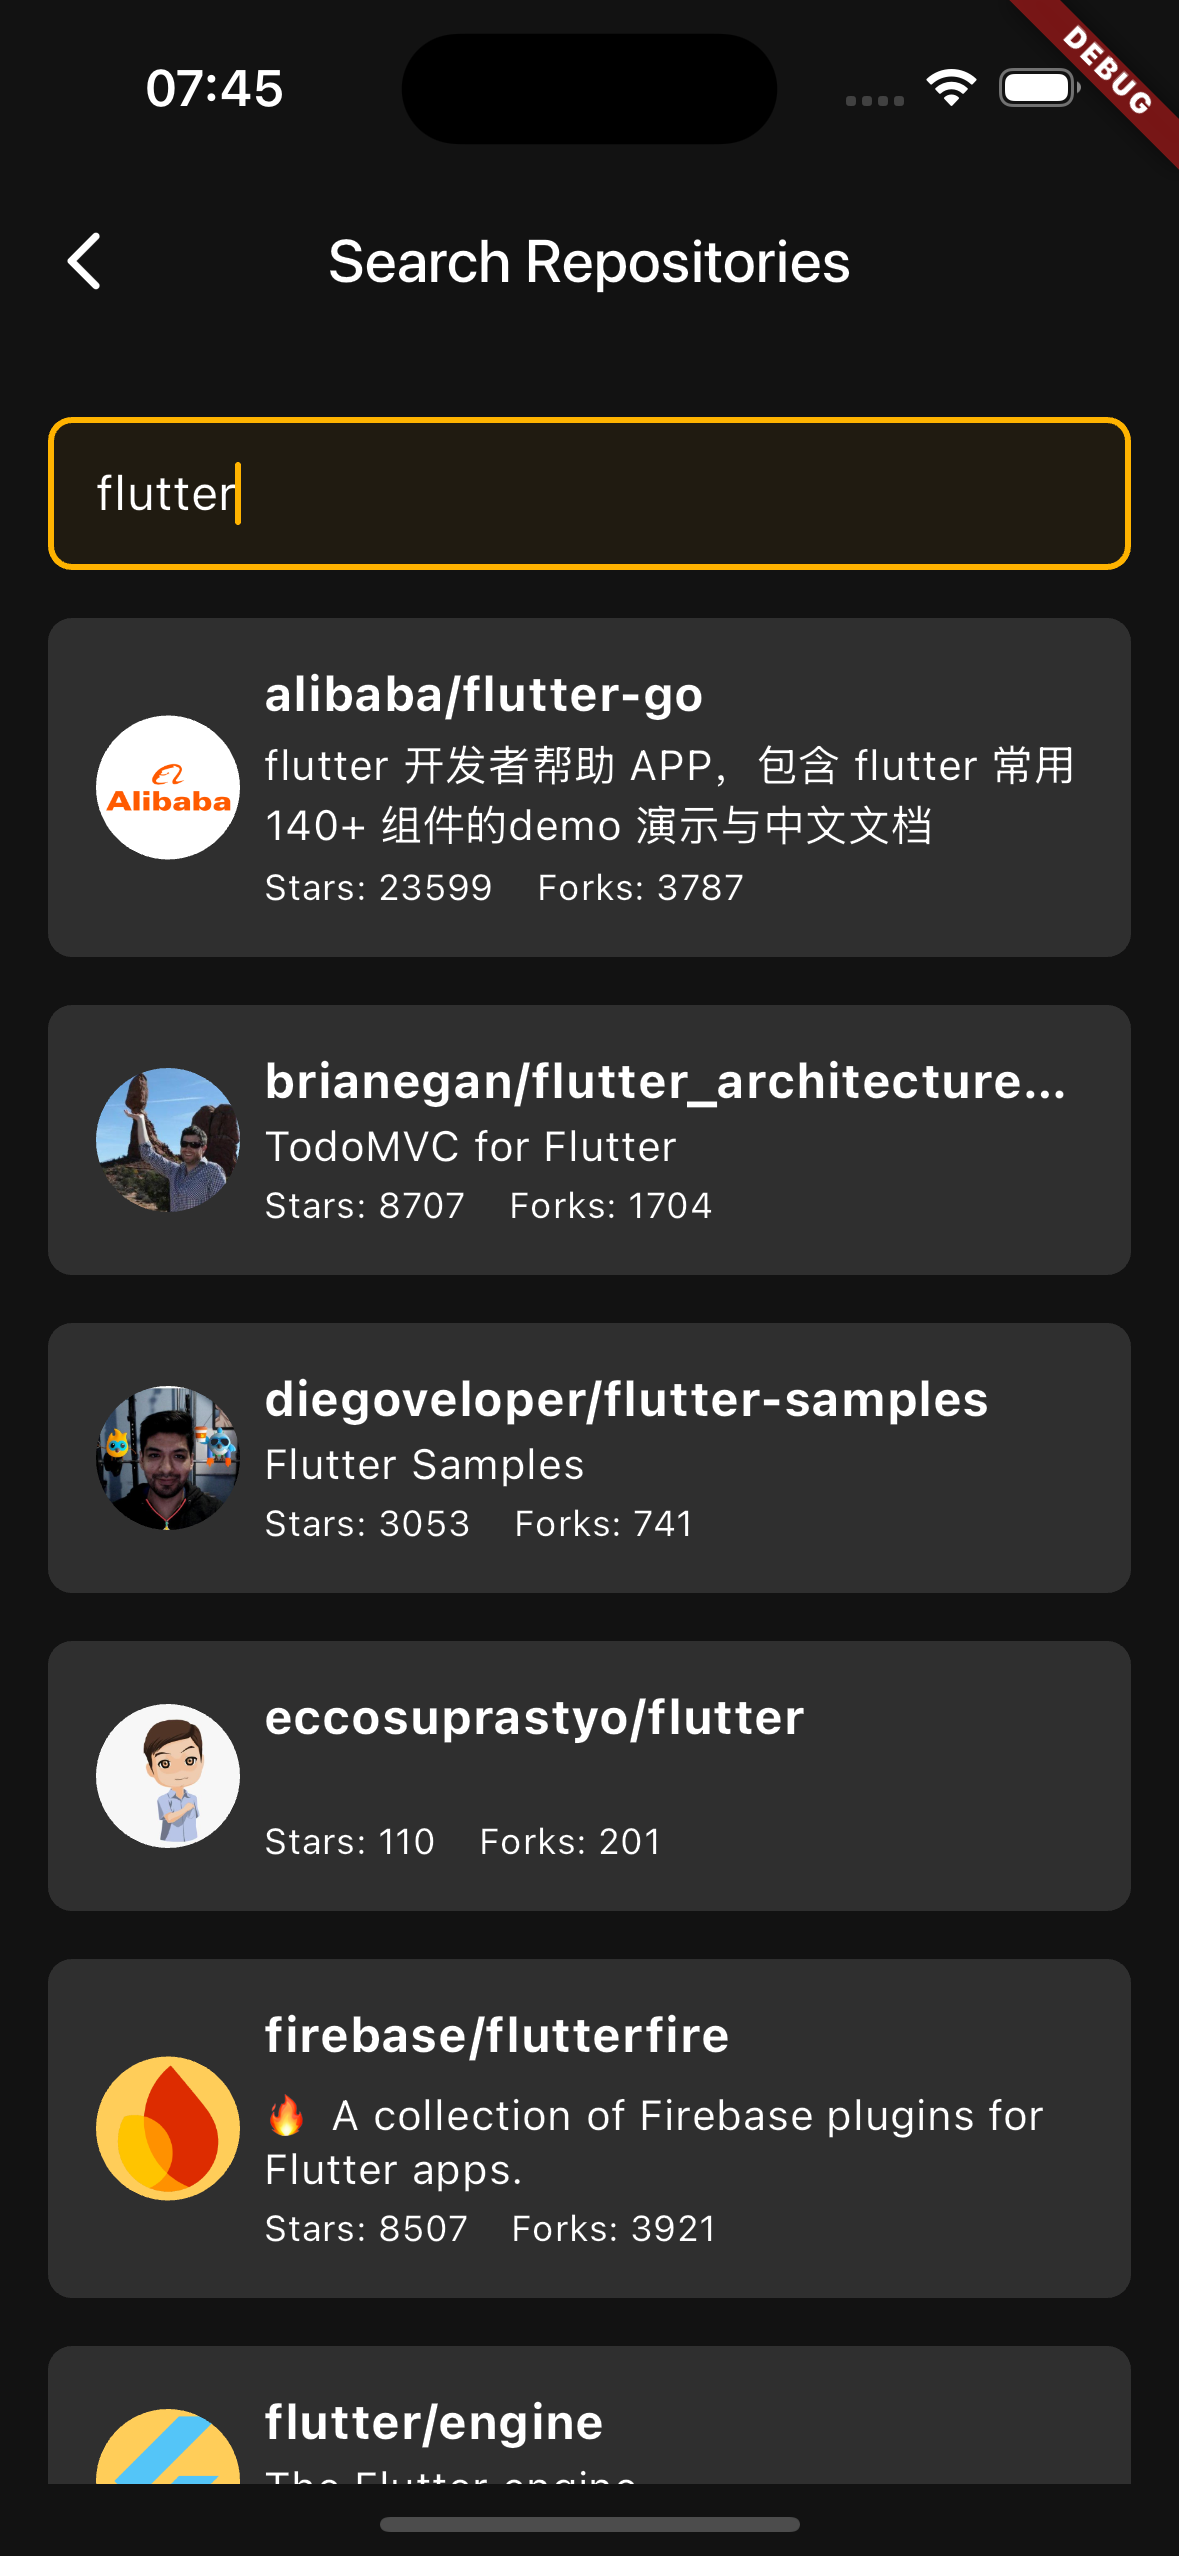 07:45
DEBUG
Search Repositories
flutter
alibaba/flutter-go
Alibaba
flutter 开发者帮助 APP，包含 flutter 常用
140+ 组件的demo 演示与中文文档
Stars: 23599 Forks: 3787
brianegan/flutter_architecture...
TodoMVC for Flutter
Stars: 8707 Forks: 1704
diegoveloper/flutter-samples
Flutter Samples
Stars: 3053 Forks: 741
eccosuprastyo/flutter
Stars: 110 Forks: 201
firebase/flutterfire
🔥 A collection of Firebase plugins for
Flutter apps.
Stars: 8507 Forks: 3921
flutter/engine
The Flutter engine